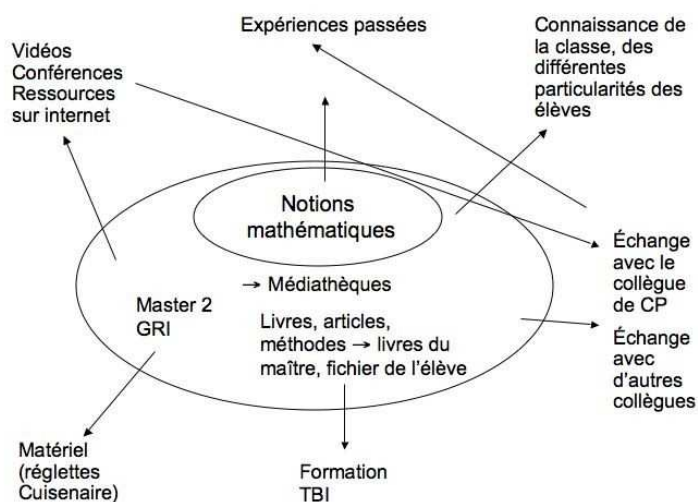 Expériences passées
Vidéos
Conférences
Ressources
sur internet
Connaissance de
la classe, des
différentes
particularités des
élèves
Notions
mathématiques
→ Médiathèques
Master 2
GRI
Livres, articles,
méthodes → livres du
maître, fichier de l'élève
Échange
avec le
collègue
de CP
Échange
avec
d'autres
collègues
Matériel
(réglettes
Cuisenaire)
Formation
TBI